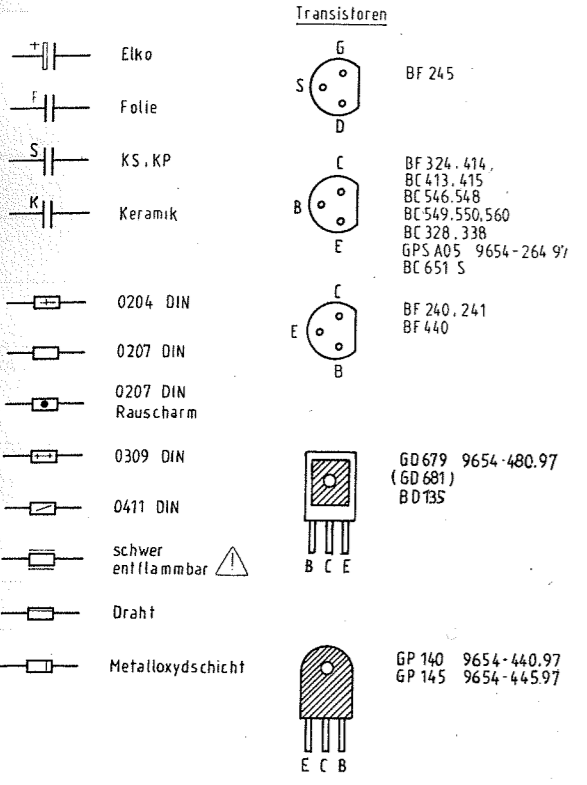 +
Elko
F
Folie
S
KS, KP
K
Keramik
0204 DIN
0207 DIN
0207 DIN
Rauscharm
0309 DIN
0411 DIN
schwer
entflammbar
!
Draht
Metalloxydschicht
Transistoren
G
S
D
BF 245
C
B
E
BF 324.414,
BC 413.415
BC 546.548
BC 549.550,560
BC 328.338
GPS A05 9654-264 97
BC 651 S
C
E
B
BF 240.241
BF 440
B C E
GD 679 9654-480.97
(GD 681)
BD 135
E C B
GP 140 9654-440.97
GP 145 9654-445.97